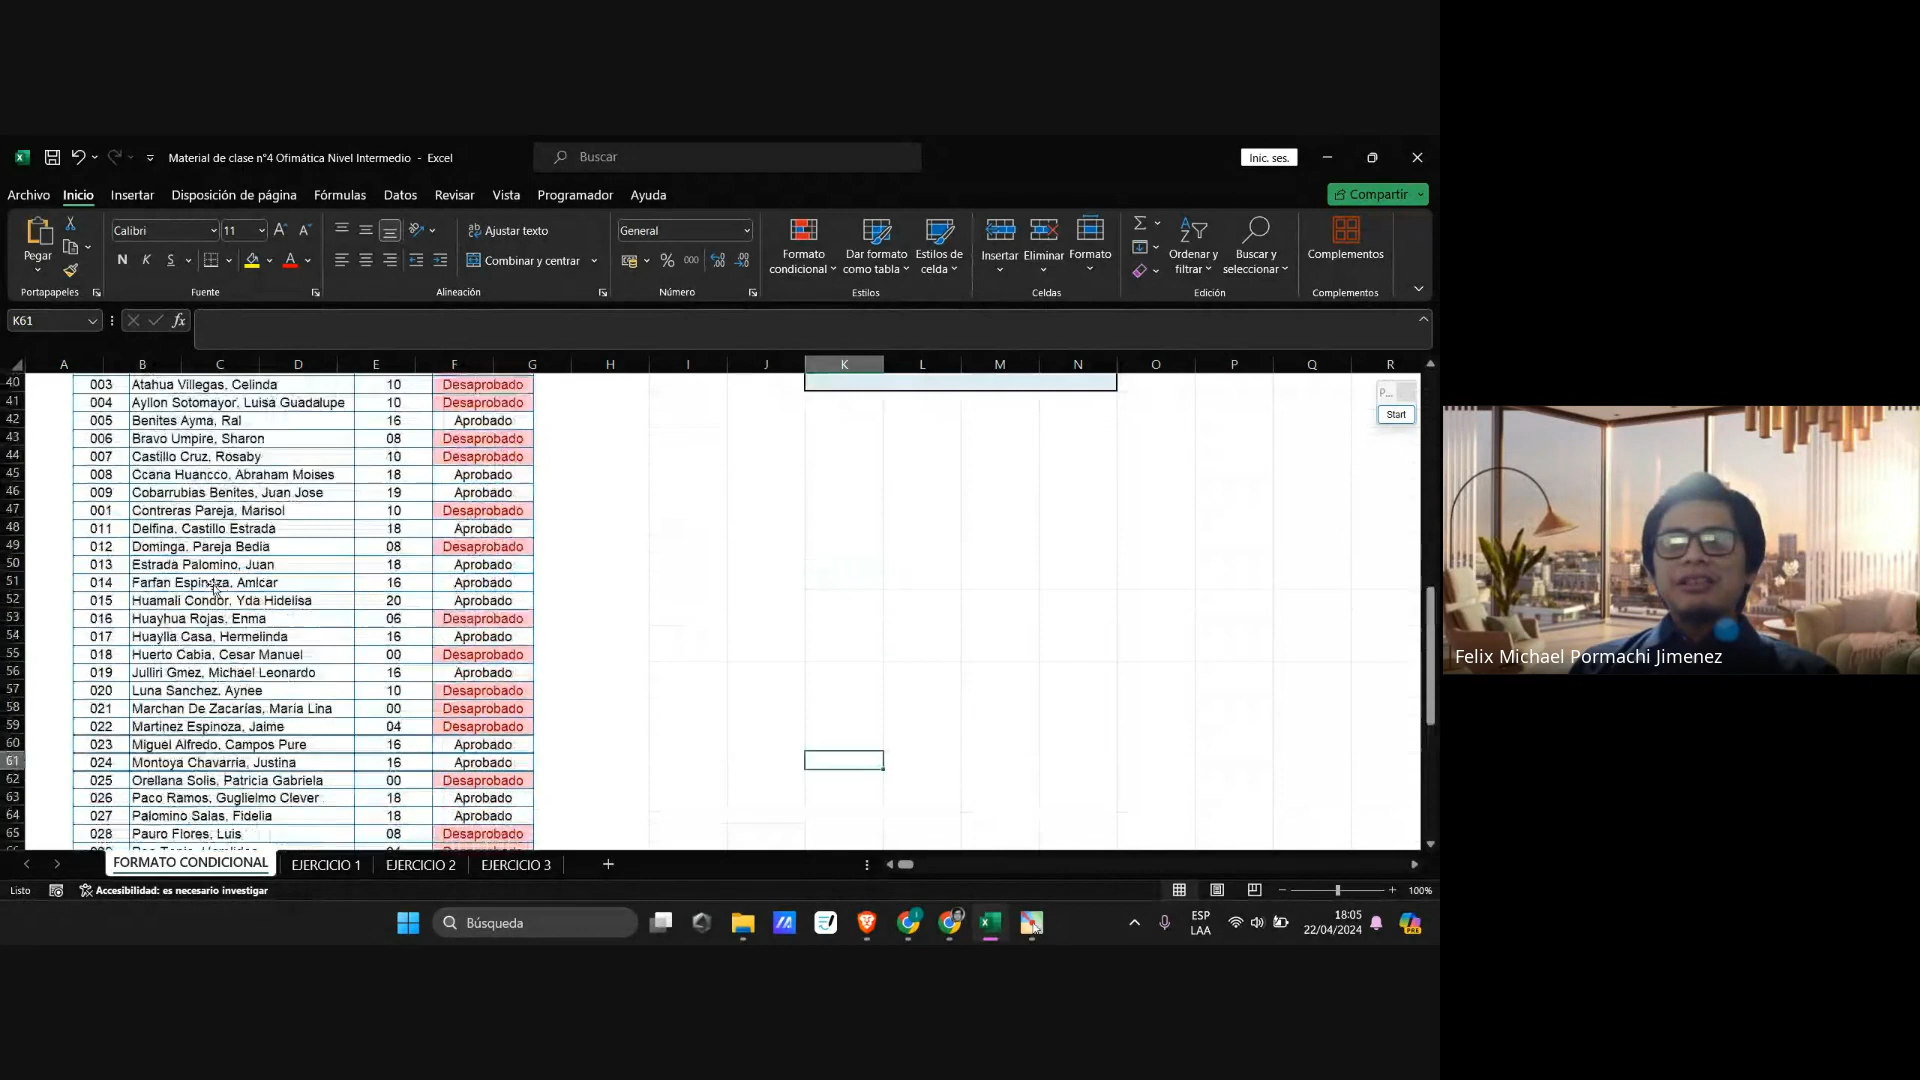 Material de clase n°4 Ofimática Nivel Intermedio - Excel
Buscar
Inic. ses.
Archivo Inicio Insertar Disposición de página Fórmulas Datos Revisar Vista Programador Ayuda
Compartir
Pegar
Portapapeles
Calibri 11
N K S
Fuente
Ajustar texto
Combinar y centrar
Alineación
General
% 000
Número
Formato condicional
Dar formato como tabla
Estilos de celda
Estilos
Insertar Eliminar Formato
Celdas
Ordenar y filtrar
Buscar y seleccionar
Edición
Complementos
Complementos
K61
fx
A B C D E F G H I J K L M N O P Q R
40 003 Atahua Villegas, Celinda 10 Desaprobado
41 004 Ayllon Sotomayor, Luisa Guadalupe 10 Desaprobado
42 005 Benites Ayma, Ral 16 Aprobado
43 006 Bravo Umpire, Sharon 08 Desaprobado
44 007 Castillo Cruz, Rosaby 10 Desaprobado
45 008 Ccana Huancco, Abraham Moises 18 Aprobado
46 009 Cobarrubias Benites, Juan Jose 19 Aprobado
47 001 Contreras Pareja, Marisol 10 Desaprobado
48 011 Delfina, Castillo Estrada 18 Aprobado
49 012 Dominga, Pareja Bedia 08 Desaprobado
50 013 Estrada Palomino, Juan 18 Aprobado
51 014 Farfan Espinoza, Amlcar 16 Aprobado
52 015 Huamali Condor, Yda Hidelisa 20 Aprobado
53 016 Huayhua Rojas, Enma 06 Desaprobado
54 017 Huaylla Casa, Hermelinda 16 Aprobado
55 018 Huerto Cabia, Cesar Manuel 00 Desaprobado
56 019 Julliri Gmez, Michael Leonardo 16 Aprobado
57 020 Luna Sanchez, Aynee 10 Desaprobado
58 021 Marchan De Zacarías, María Lina 00 Desaprobado
59 022 Martinez Espinoza, Jaime 04 Desaprobado
60 023 Miguel Alfredo, Campos Pure 16 Aprobado
61 024 Montoya Chavarría, Justina 16 Aprobado
62 025 Orellana Solis, Patricia Gabriela 00 Desaprobado
63 026 Paco Ramos, Guglielmo Clever 18 Aprobado
64 027 Palomino Salas, Fidelia 18 Aprobado
65 028 Pauro Flores, Luis 08 Desaprobado
P...
Start
Felix Michael Pormachi Jimenez
FORMATO CONDICIONAL EJERCICIO 1 EJERCICIO 2 EJERCICIO 3
Listo Accesibilidad: es necesario investigar
100%
Búsqueda
ESP
LAA
18:05
22/04/2024
PRE